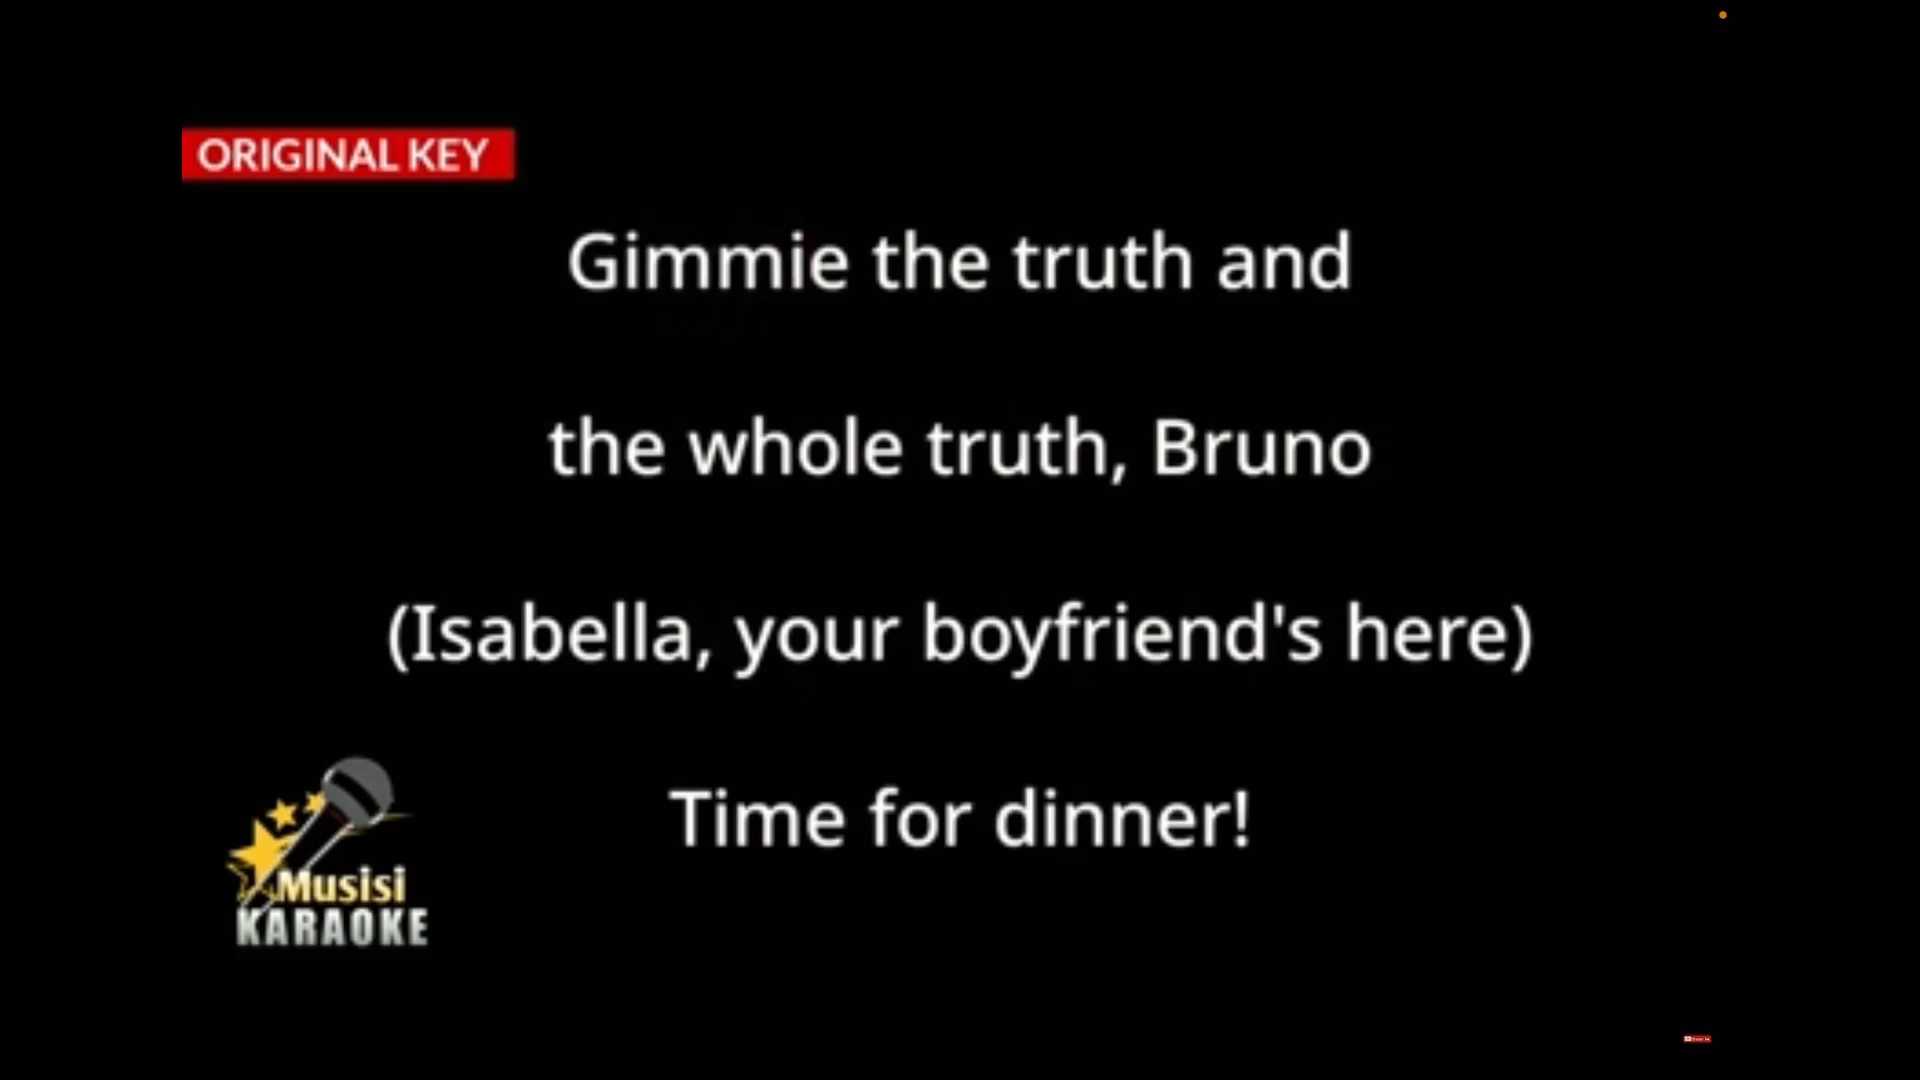 ORIGINAL KEY
Gimmie the truth and
the whole truth, Bruno
(Isabella, your boyfriend's here)
Time for dinner!
Musisi
KARAOKE